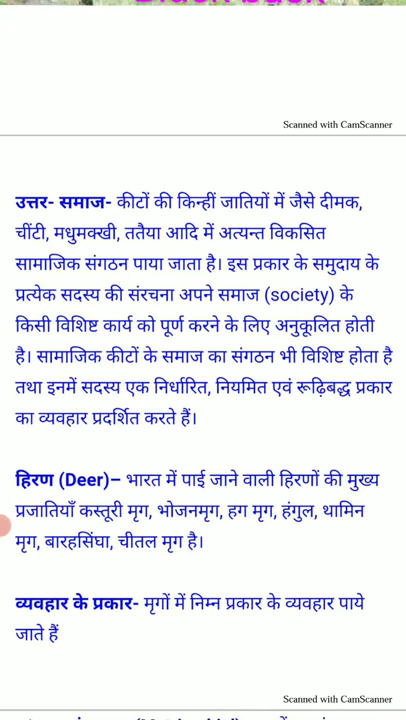 Scanned with CamScanner
उत्तर- समाज- कीटों की किन्हीं जातियों में जैसे दीमक,
चींटी, मधुमक्खी, ततैया आदि में अत्यन्त विकसित
सामाजिक संगठन पाया जाता है। इस प्रकार के समुदाय के
प्रत्येक सदस्य की संरचना अपने समाज (society) के
किसी विशिष्ट कार्य को पूर्ण करने के लिए अनुकूलित होती
है। सामाजिक कीटों के समाज का संगठन भी विशिष्ट होता है
तथा इनमें सदस्य एक निर्धारित, नियमित एवं रूढ़िबद्ध प्रकार
का व्यवहार प्रदर्शित करते हैं।
हिरण (Deer)– भारत में पाई जाने वाली हिरणों की मुख्य
प्रजातियाँ कस्तूरी मृग, भोजनमृग, हग मृग, हंगुल, थामिन
मृग, बारहसिंघा, चीतल मृग है।
व्यवहार के प्रकार- मृगों में निम्न प्रकार के व्यवहार पाये
जाते हैं
Scanned with CamScanner